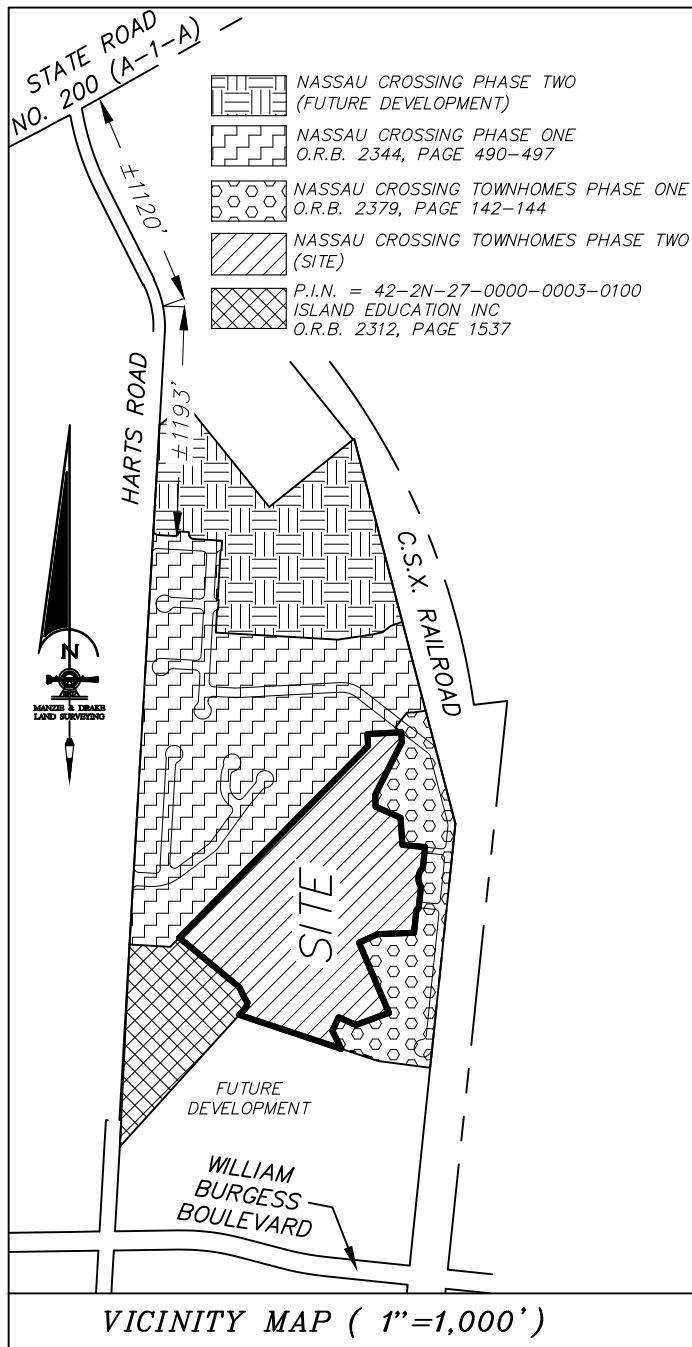 STATE ROAD
NO. 200 (A-1-A)
NASSAU CROSSING PHASE TWO
(FUTURE DEVELOPMENT)
NASSAU CROSSING PHASE ONE
O.R.B. 2344, PAGE 490-497
NASSAU CROSSING TOWNHOMES PHASE ONE
O.R.B. 2379, PAGE 142-144
NASSAU CROSSING TOWNHOMES PHASE TWO
(SITE)
P.I.N. = 42-2N-27-0000-0003-0100
ISLAND EDUCATION INC
O.R.B. 2312, PAGE 1537
±1120'
±1193'
HARTS ROAD
C.S.X. RAILROAD
N
MANZIE & DRAKE
LAND SURVEYING
SITE
FUTURE
DEVELOPMENT
WILLIAM
BURGESS
BOULEVARD
VICINITY MAP ( 1"=1,000')